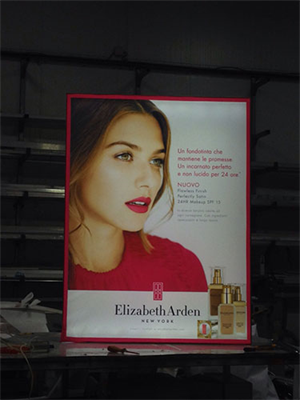 Un fondotinta che
mantiene le promesse.
Un incarnato perfetto
e non lucido per 24 ore.
NUOVO
Flawless Finish
Perfectly Satin
24HR Makeup SPF 15
Elizabeth Arden
NEW YORK